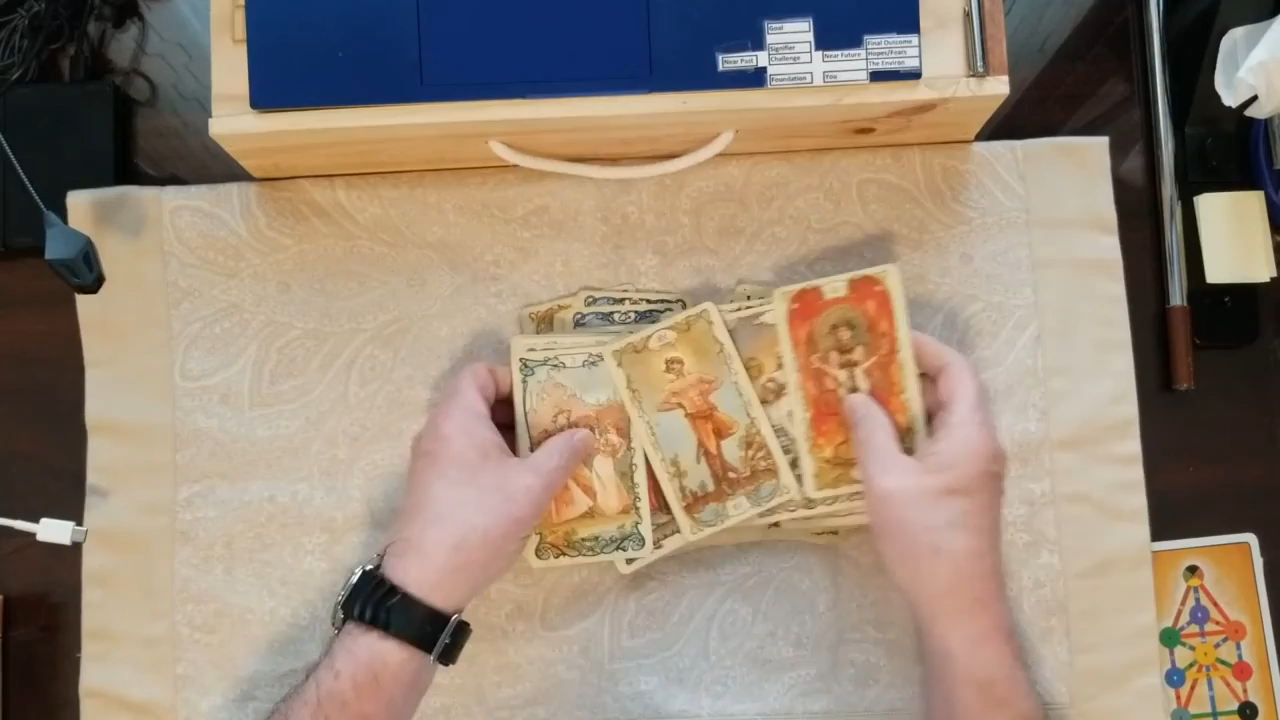 Goal
Signifier
Challenge
Near Past
Near Future
Final Outcome
Hopes/Fears
The Environ
Foundation
You